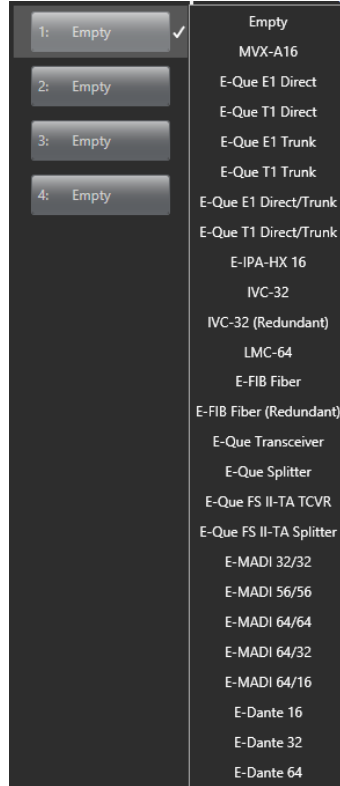 1: Empty
2: Empty
3: Empty
4: Empty
Empty
MVX-A16
E-Que E1 Direct
E-Que T1 Direct
E-Que E1 Trunk
E-Que T1 Trunk
E-Que E1 Direct/Trunk
E-Que T1 Direct/Trunk
E-IPA-HX 16
IVC-32
IVC-32 (Redundant)
LMC-64
E-FIB Fiber
E-FIB Fiber (Redundant)
E-Que Transceiver
E-Que Splitter
E-Que FS II-TA TCVR
E-Que FS II-TA Splitter
E-MADI 32/32
E-MADI 56/56
E-MADI 64/64
E-MADI 64/32
E-MADI 64/16
E-Dante 16
E-Dante 32
E-Dante 64